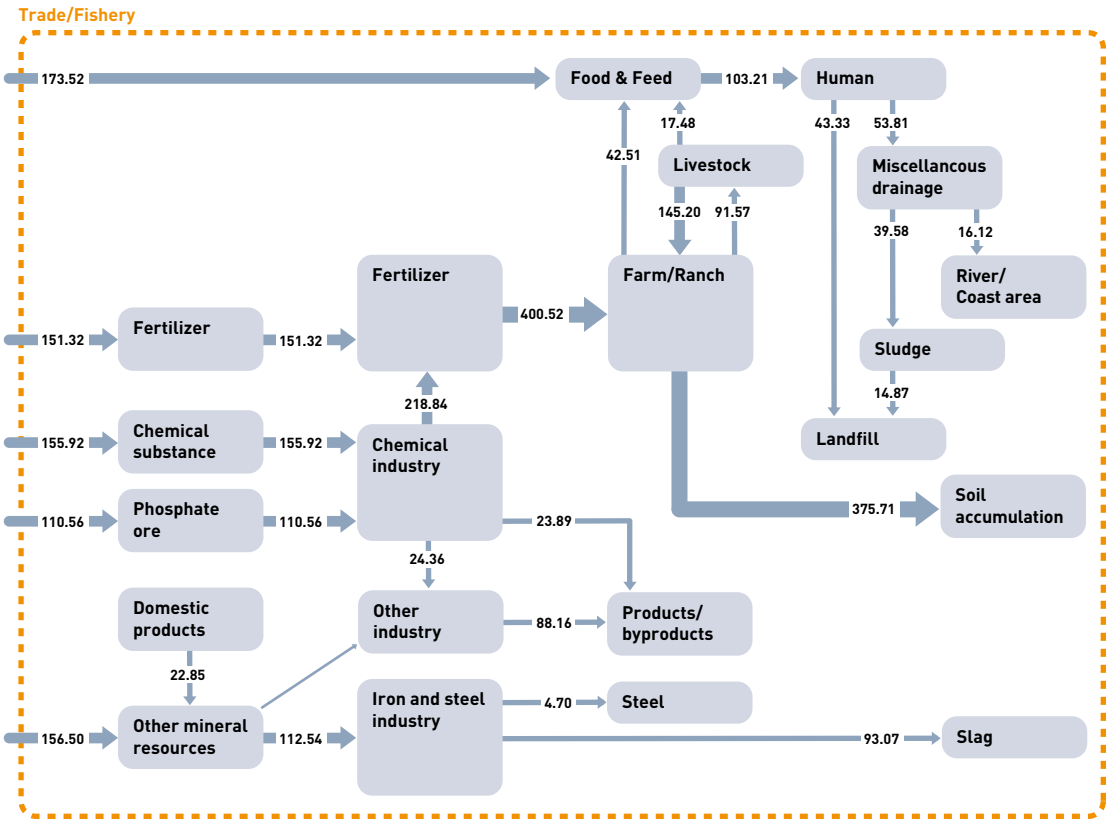 Trade/Fishery
173.52
Food & Feed
103.21
Human
17.48
43.33
53.81
42.51
Livestock
Miscellancous
drainage
145.20
91.57
39.58
16.12
Fertilizer
Farm/Ranch
River/
Coast area
400.52
151.32
Fertilizer
151.32
Sludge
218.84
14.87
155.92
Chemical
substance
155.92
Chemical
industry
Landfill
110.56
Phosphate
ore
110.56
23.89
375.71
Soil
accumulation
24.36
Domestic
products
Other
industry
88.16
Products/
byproducts
22.85
156.50
Other mineral
resources
112.54
Iron and steel
industry
4.70
Steel
93.07
Slag